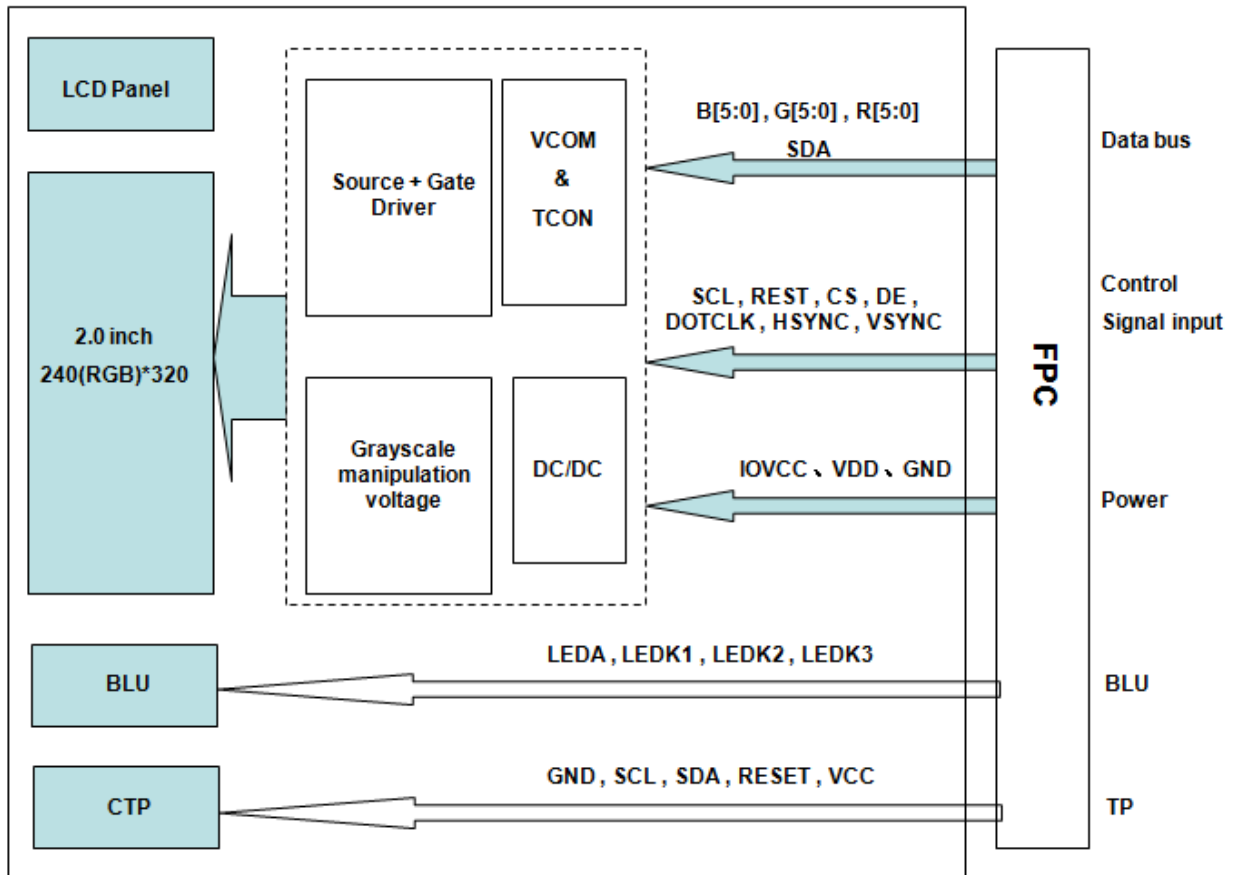 LCD Panel
2.0 inch
240(RGB)*320
Source + Gate
Driver
VCOM
&
TCON
Grayscale
manipulation
voltage
DC/DC
B[5:0] , G[5:0] , R[5:0]
SDA
Data bus
SCL , REST , CS , DE ,
DOTCLK , HSYNC , VSYNC
Control
Signal input
IOVCC、VDD、GND
Power
FPC
BLU
LEDA , LEDK1 , LEDK2 , LEDK3
BLU
CTP
GND , SCL , SDA , RESET , VCC
TP